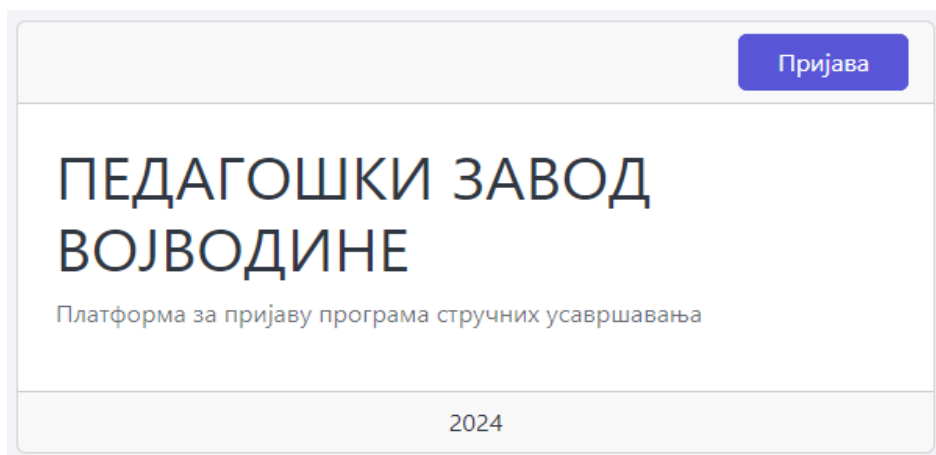 Пријава
ПЕДАГОШКИ ЗАВОД
ВОЈВОДИНЕ
Платформа за пријаву програма стручних усавршавања
2024